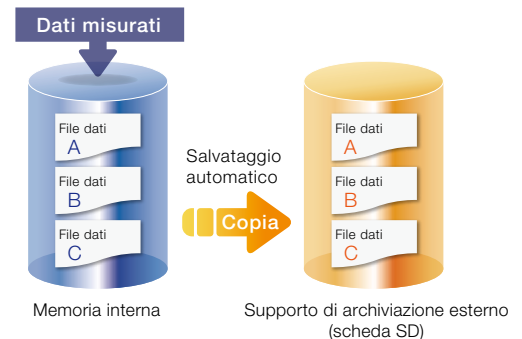 Dati misurati
File dati
A
File dati
B
File dati
C
Salvataggio
automatico
Copia
File dati
A
File dati
B
File dati
C
Memoria interna
Supporto di archiviazione esterno
(scheda SD)